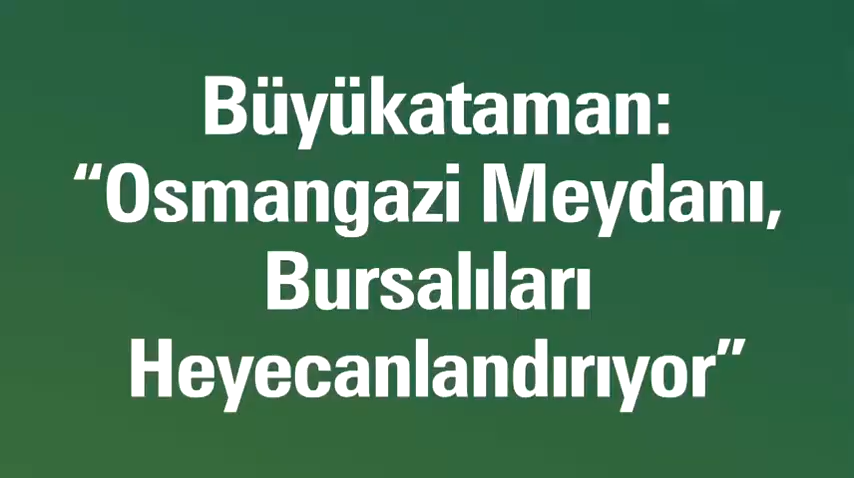 Büyükataman:
“Osmangazi Meydanı,
Bursalıları
Heyecanlandırıyor”